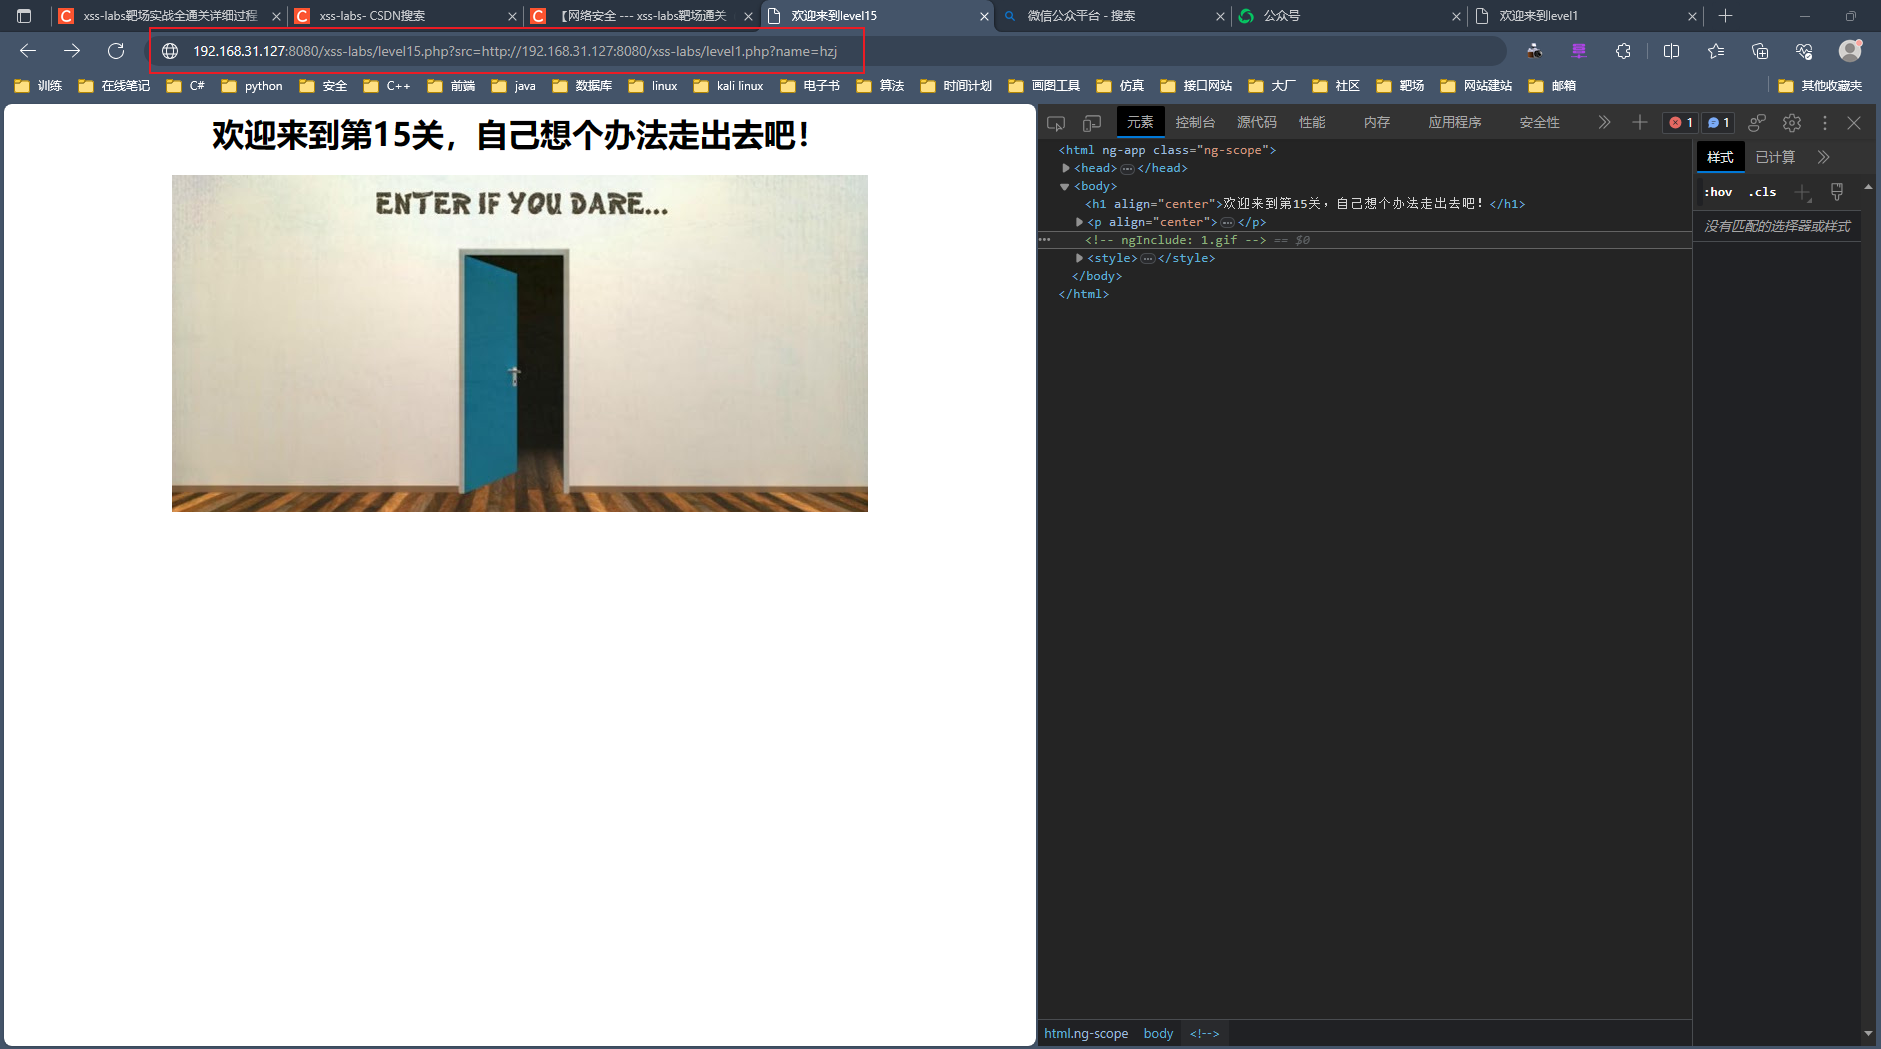 xss-labs靶场实战全通关详细过程
xss-labs- CSDN搜索
【网络安全 --- xss-labs靶场通关
欢迎来到level15
微信公众平台 - 搜索
公众号
欢迎来到level1
192.168.31.127:8080/xss-labs/level15.php?src=http://192.168.31.127:8080/xss-labs/level1.php?name=hzj
训练 在线笔记 C# python 安全 C++ 前端 java 数据库 linux kali linux 电子书 算法 时间计划 画图工具 仿真 接口网站 大厂 社区 靶场 网站建站 邮箱 其他收藏夹
欢迎来到第15关，自己想个办法走出去吧！
ENTER IF YOU DARE...
元素 控制台 源代码 性能 内存 应用程序 安全性 1 1
<html ng-app class="ng-scope">
<head>…</head>
<body>
<h1 align="center">欢迎来到第15关，自己想个办法走出去吧！</h1>
<p align="center">…</p>
<!-- ngInclude: 1.gif --> == $0
<style>…</style>
</body>
</html>
样式 已计算
:hov .cls
没有匹配的选择器或样式
html.ng-scope body <!-->